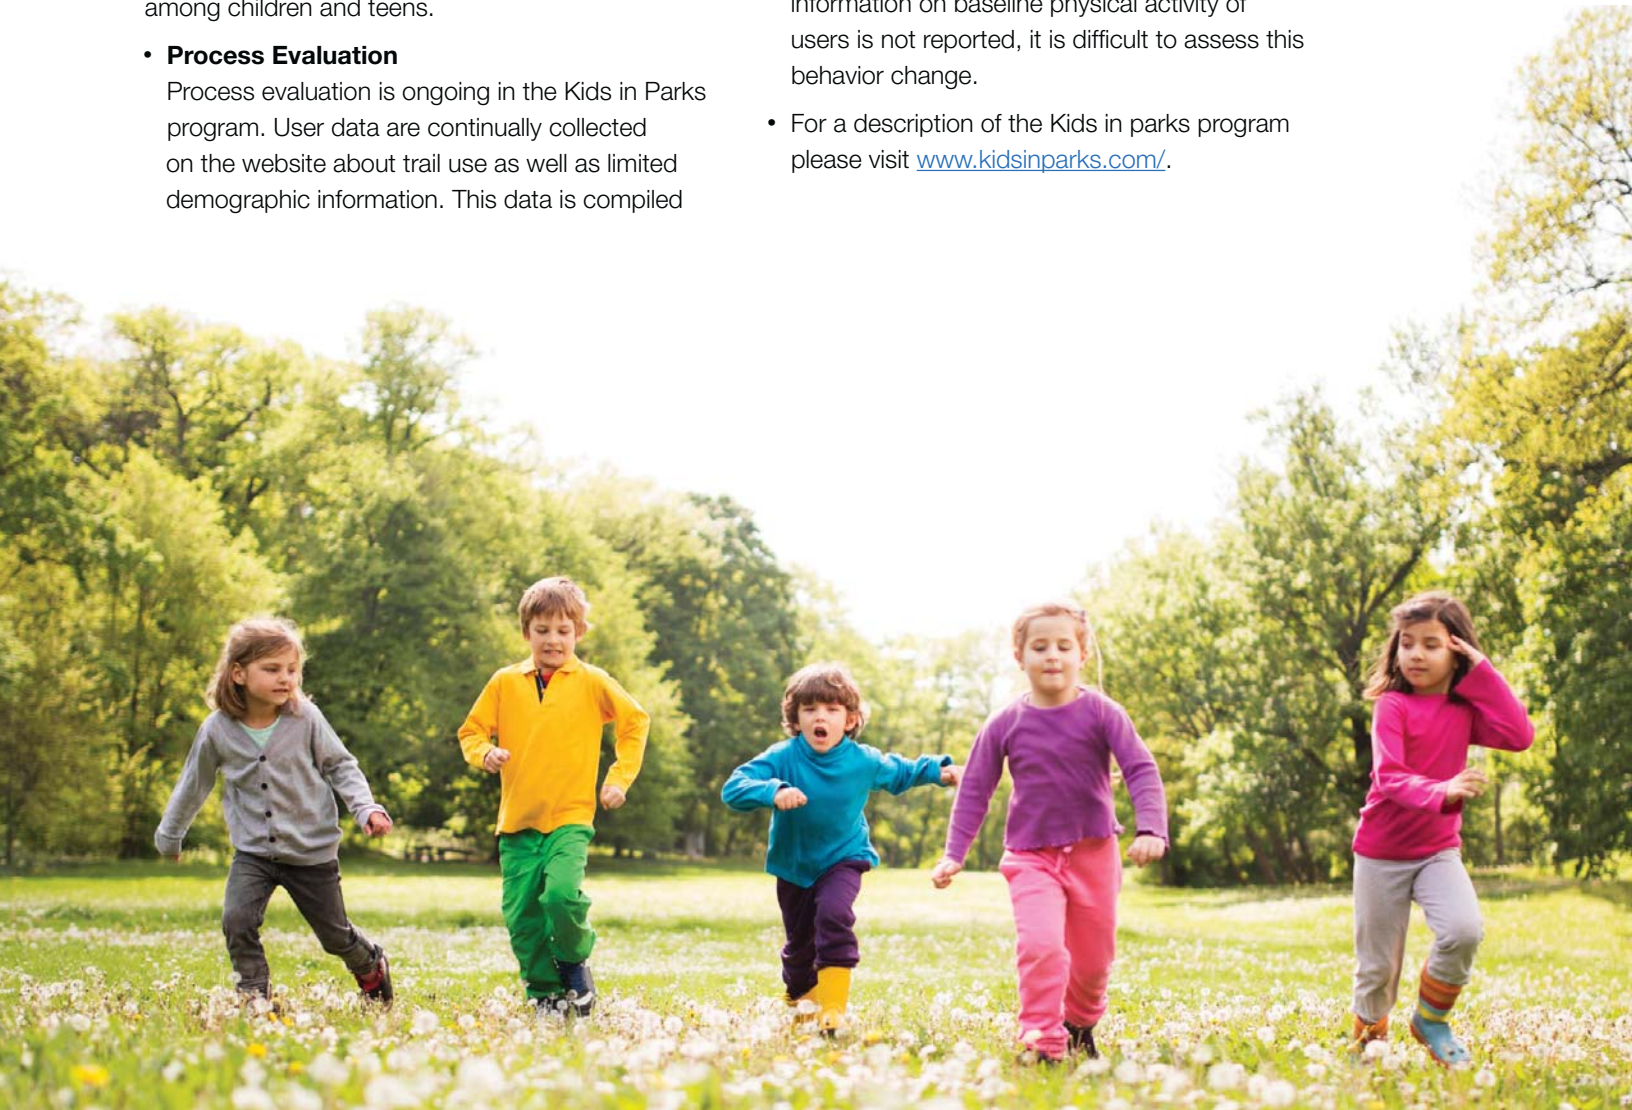 among children and teens.
• Process Evaluation
Process evaluation is ongoing in the Kids in Parks
program. User data are continually collected
on the website about trail use as well as limited
demographic information. This data is compiled
information on baseline physical activity of
users is not reported, it is difficult to assess this
behavior change.
• For a description of the Kids in parks program
please visit www.kidsinparks.com/.